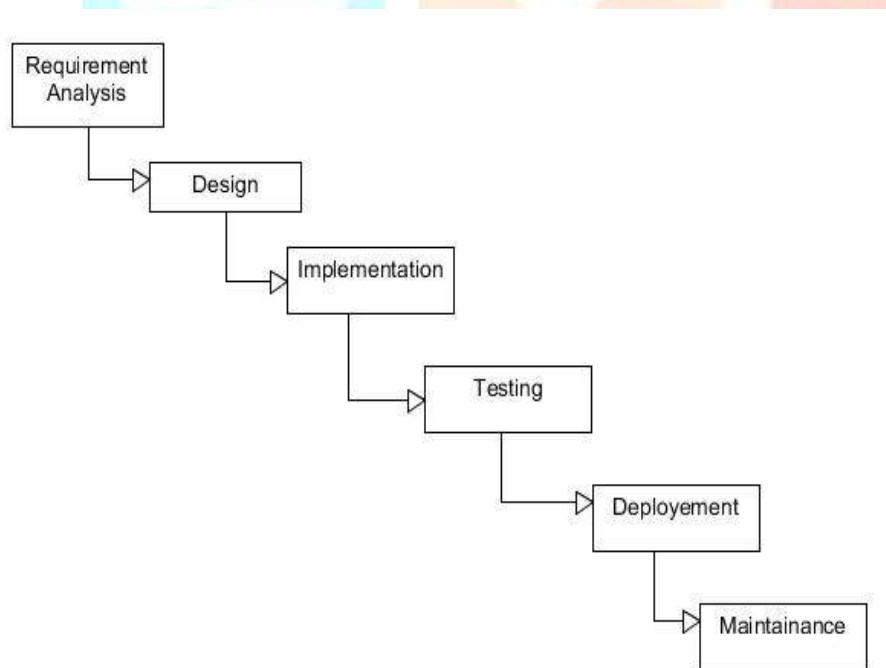 Requirement
Analysis
Design
Implementation
Testing
Deployement
Maintainance